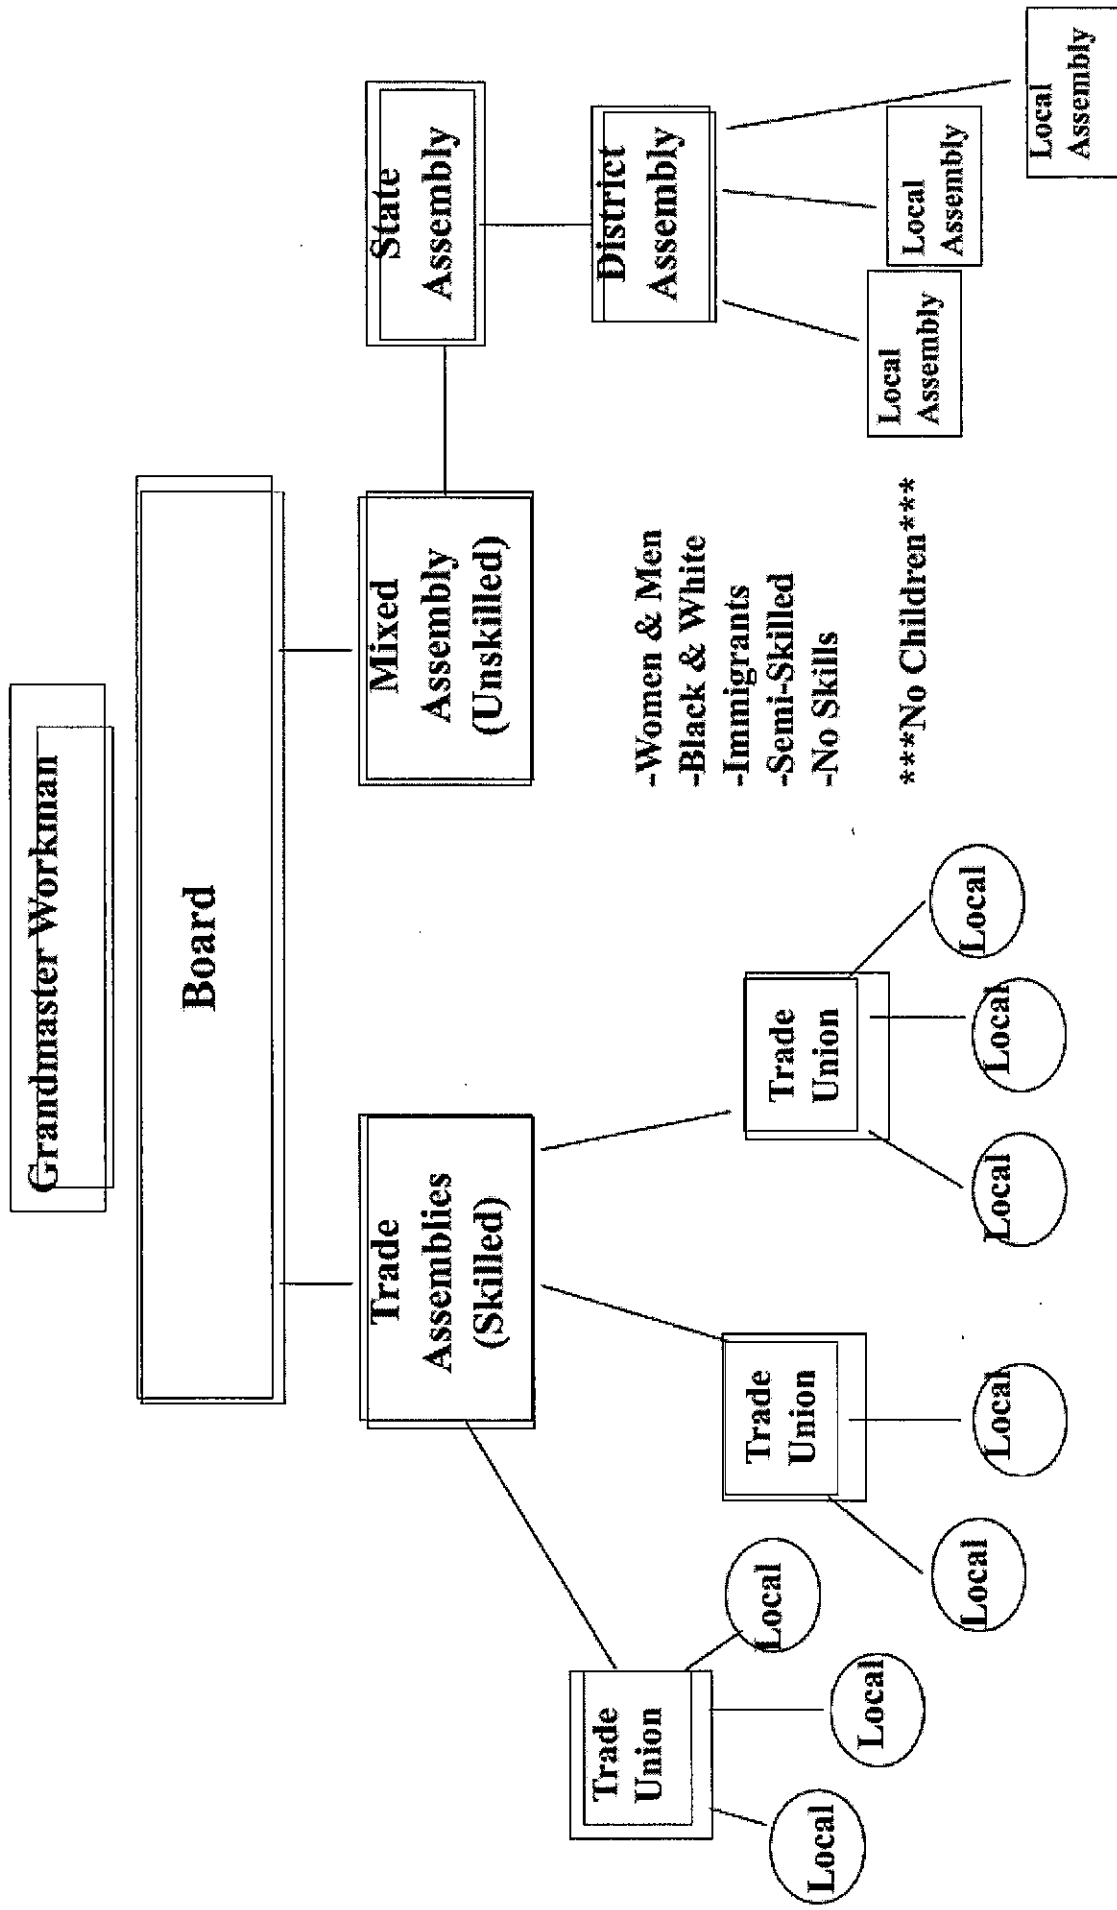 Grandmaster Workman
Board
Trade
Assemblies
(Skilled)
Mixed
Assembly
(Unskilled)
State
Assembly
District
Assembly
Local
Assembly
Local
Assembly
Local
Assembly
-Women & Men
-Black & White
-Immigrants
-Semi-Skilled
-No Skills
***No Children***
Trade
Union
Local
Local
Local
Trade
Union
Local
Local
Trade
Union
Local
Local
Local